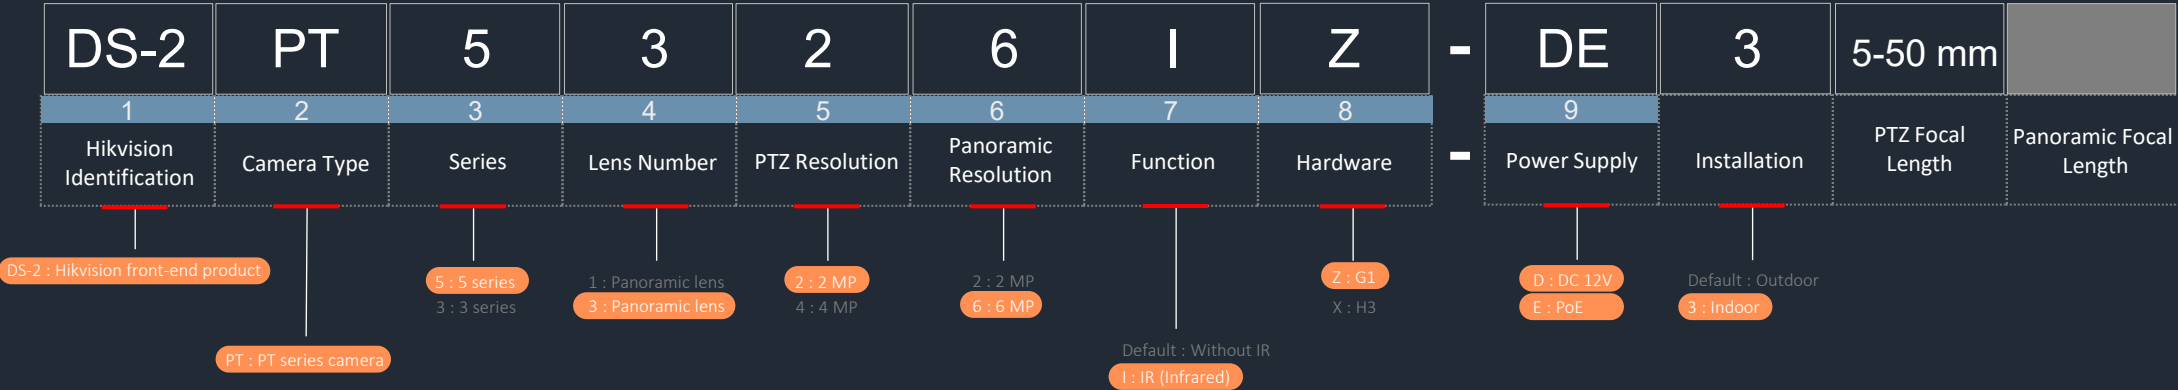 DS-2 PT 5 3 2 6 I Z - DE 3 5-50 mm
1 2 3 4 5 6 7 8 9
Hikvision
Identification
Camera Type
Series
Lens Number
PTZ Resolution
Panoramic
Resolution
Function
Hardware
-
Power Supply
Installation
PTZ Focal
Length
Panoramic Focal
Length
DS-2 : Hikvision front-end product
PT : PT series camera
5 : 5 series
3 : 3 series
1 : Panoramic lens
3 : Panoramic lens
2 : 2 MP
4 : 4 MP
2 : 2 MP
6 : 6 MP
Default : Without IR
I : IR (Infrared)
Z : G1
X : H3
D : DC 12V
E : PoE
Default : Outdoor
3 : Indoor